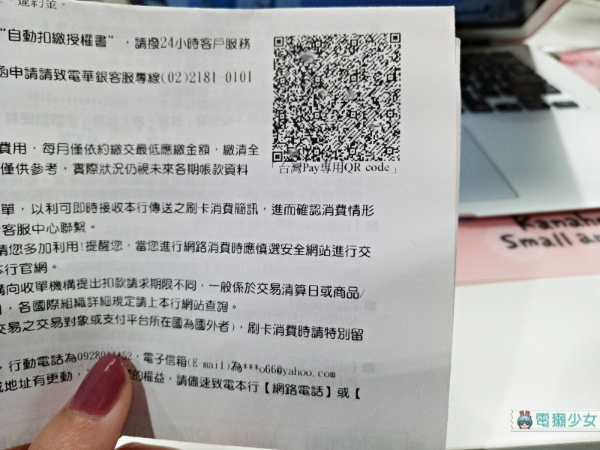 違約金。
"自動扣繳授權書", 請撥24小時客戶服務
函申請請致電華銀客服專線(02)2181-0101
費用, 每月僅依約繳交最低應繳金額, 繳清全
僅供參考, 實際狀況仍視未來各期帳款資料
「台灣Pay專用QR code」
單, 以利可即時接收本行傳送之刷卡消費簡訊, 進而確認消費情形
客服中心聯繫。
請您多加利用!提醒您, 當您進行網路消費時應慎選安全網站進行交
本行官網。
構向收單機構提出扣款請求期限不同, 一般係於交易清算日或商品/
, 各國際組織詳細規定請上本行網站查詢。
交易之交易對象或支付平台所在國為國外者), 刷卡消費時請特別留
, 行動電話為0928****52, 電子信箱(E-mail)為***o66@yahoo.com
地址有更動, 的權益, 請儘速致電本行【網路電話】或【
Kanahe
Small an
電獺少女